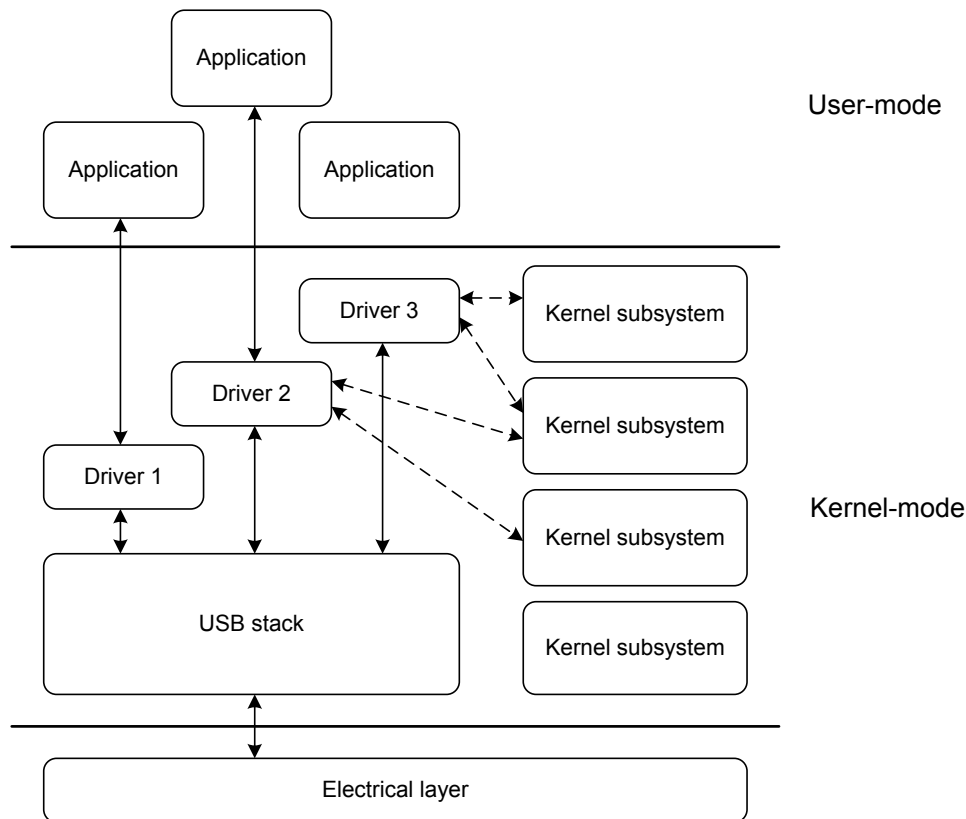 Application
User-mode
Application
Application
Driver 3
Kernel subsystem
Driver 2
Kernel subsystem
Driver 1
Kernel-mode
Kernel subsystem
USB stack
Kernel subsystem
Electrical layer